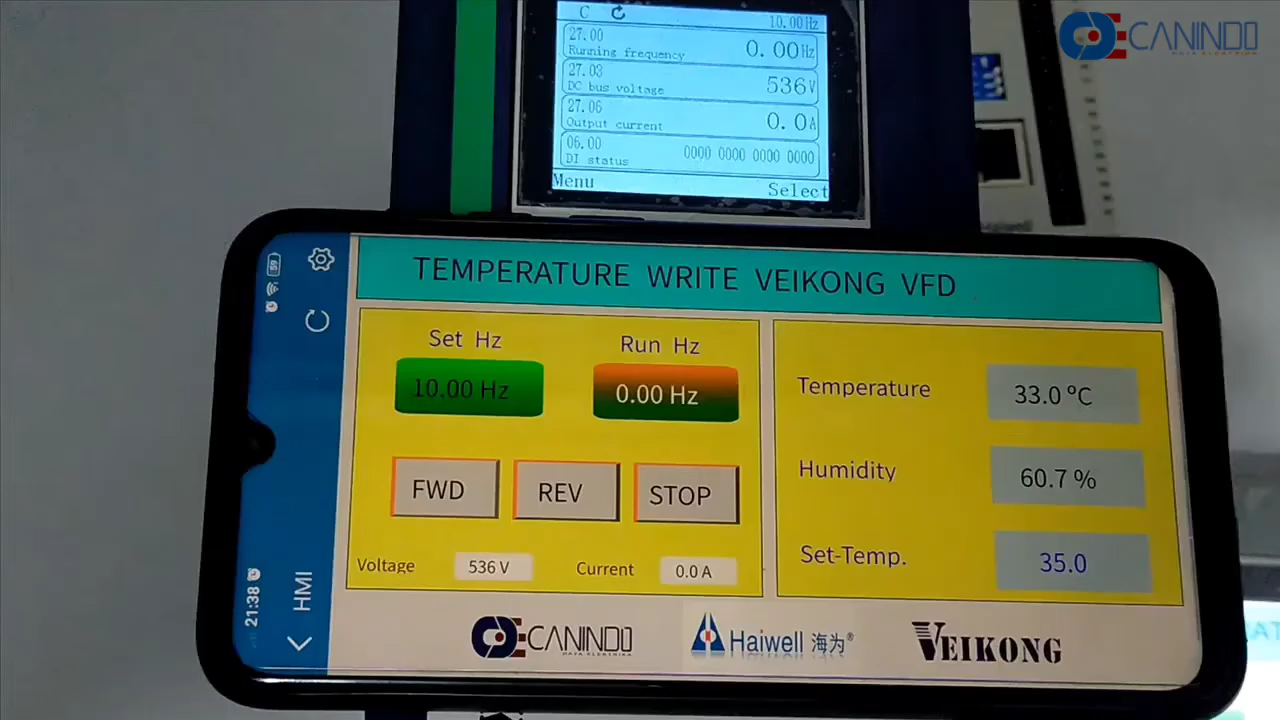 CANINDO
C 10.00Hz
27.00
Running frequency 0.00Hz
27.03
DC bus voltage 536V
27.06
Output current 0.0A
06.00
DI status 0000 0000 0000 0000
Menu Select
59
21:38
HMI
TEMPERATURE WRITE VEIKONG VFD
Set Hz Run Hz
10.00 Hz 0.00 Hz
FWD REV STOP
Voltage 536 V Current 0.0 A
Temperature 33.0 ºC
Humidity 60.7 %
Set-Temp. 35.0
CANINDO Haiwell 海为® VEIKONG